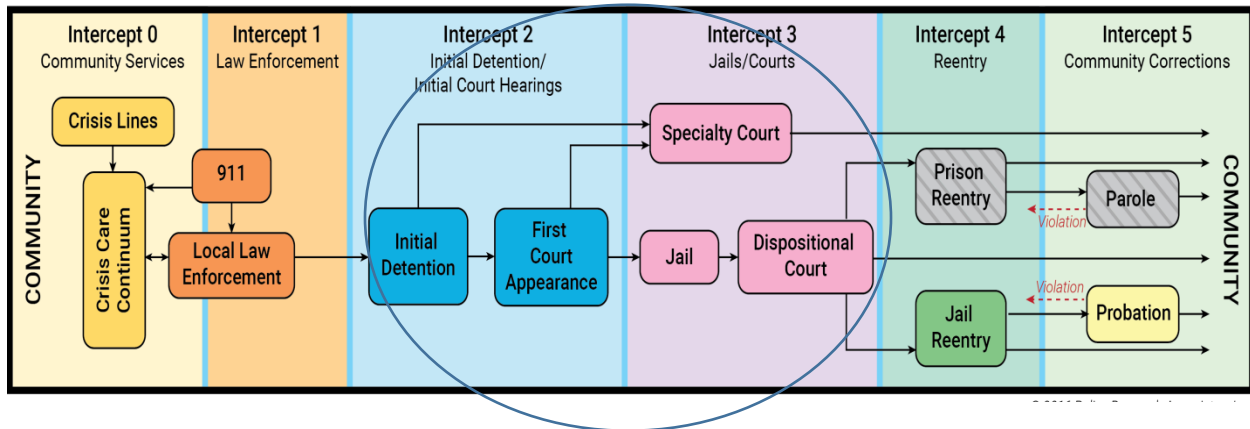 Intercept 0
Community Services
Intercept 1
Law Enforcement
Intercept 2
Initial Detention/
Initial Court Hearings
Intercept 3
Jails/Courts
Intercept 4
Reentry
Intercept 5
Community Corrections
COMMUNITY
Crisis Lines
Crisis Care
Continuum
911
Local Law
Enforcement
Initial
Detention
First
Court
Appearance
Specialty Court
Jail
Dispositional
Court
Prison
Reentry
Parole
Violation
Jail
Reentry
Violation
Probation
COMMUNITY